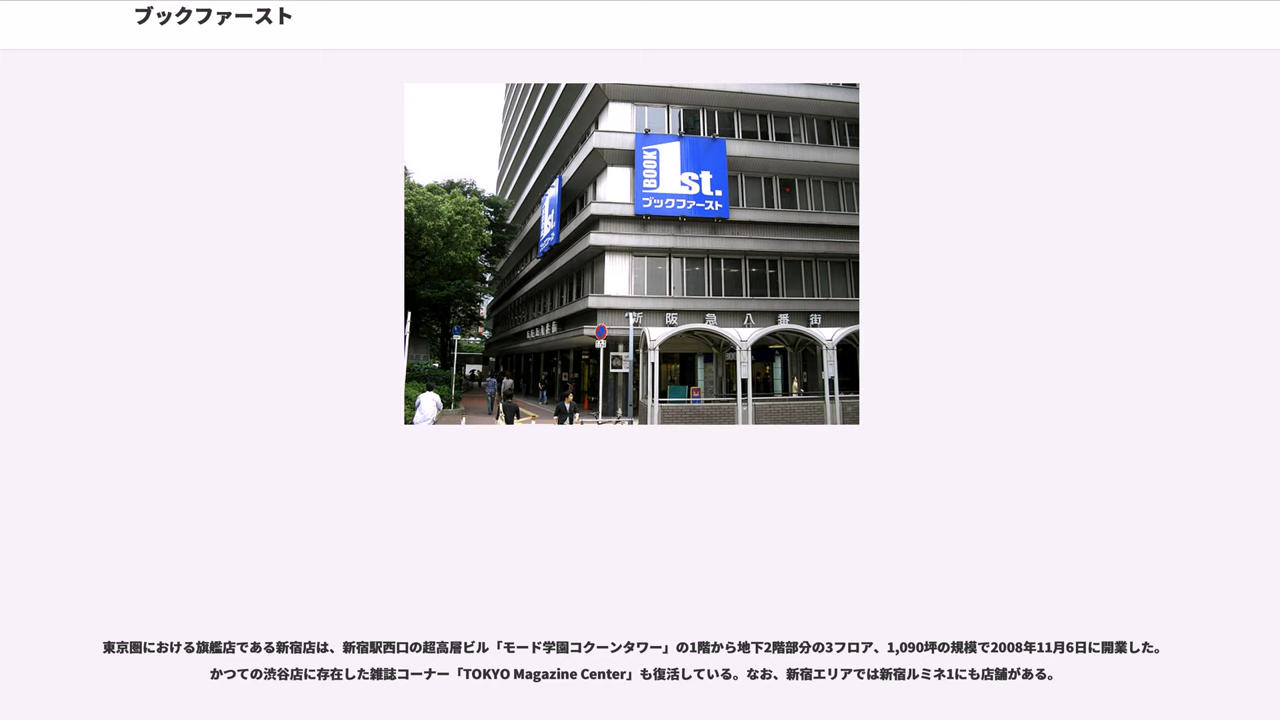 ブックファースト
BOOK 1st.
ブックファースト
新阪急八番街
東京圏における旗艦店である新宿店は、新宿駅西口の超高層ビル「モード学園コクーンタワー」の1階から地下2階部分の3フロア、1,090坪の規模で2008年11月6日に開業した。
かつての渋谷店に存在した雑誌コーナー「TOKYO Magazine Center」も復活している。なお、新宿エリアでは新宿ルミネ1にも店舗がある。